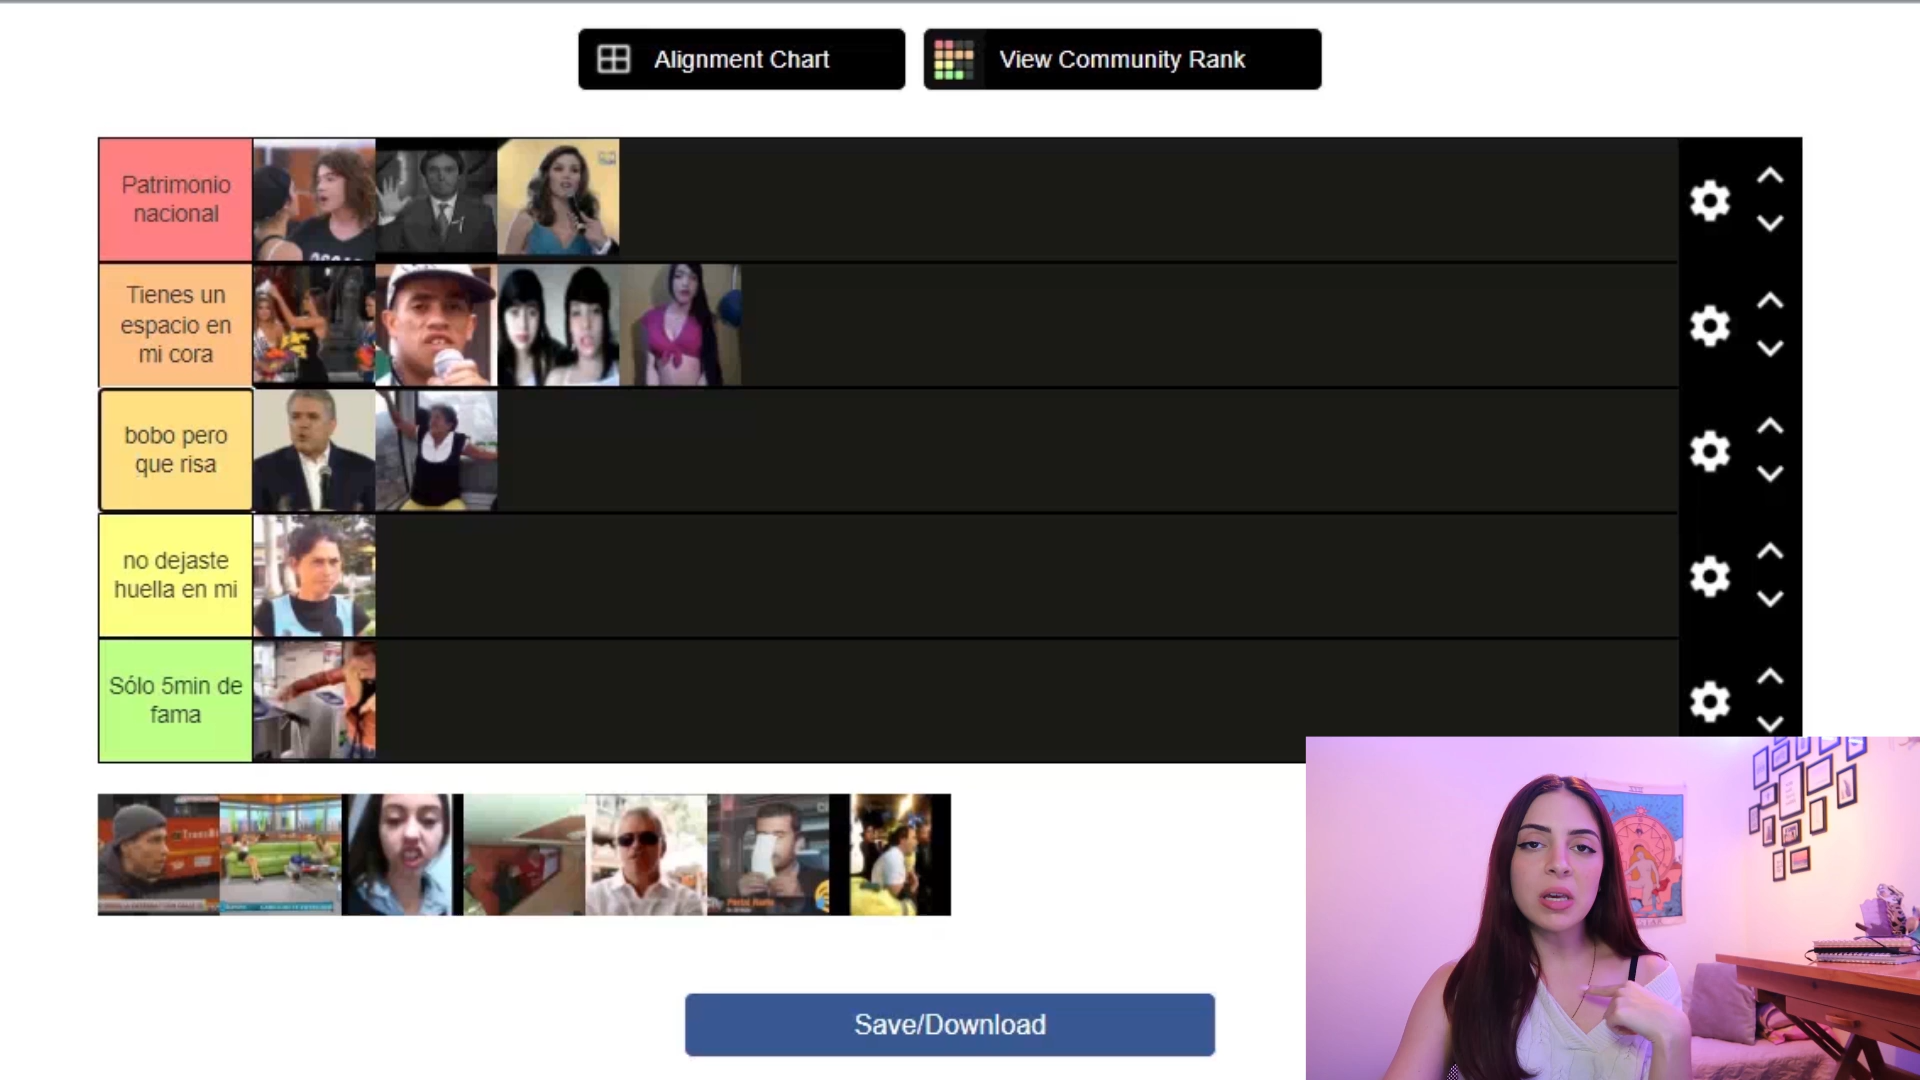 Alignment Chart
View Community Rank
Patrimonio
nacional
Tienes un
espacio en
mi cora
bobo pero
que risa
no dejaste
huella en mi
Sólo 5min de
fama
Save/Download